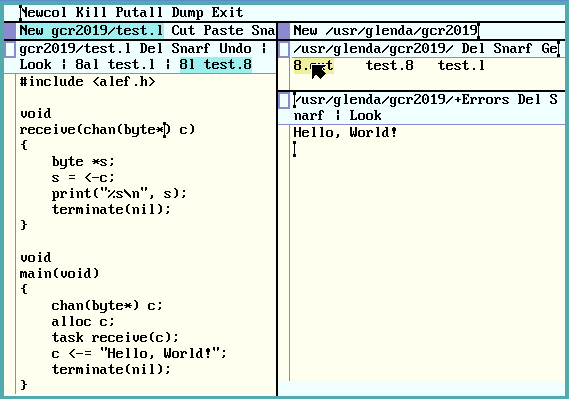 Newcol Kill Putall Dump Exit
New gcr2019/test.l Cut Paste Sna
gcr2019/test.l Del Snarf Undo ¦
Look ¦ 8al test.l ¦ 8l test.8
#include <alef.h>
void
receive(chan(byte*) c)
{
byte *s;
s = <-c;
print("%s\n", s);
terminate(nil);
}
void
main(void)
{
chan(byte*) c;
alloc c;
task receive(c);
c <-= "Hello, World!";
terminate(nil);
}
New /usr/glenda/gcr2019
/usr/glenda/gcr2019/ Del Snarf Ge
8.out test.8 test.l
/usr/glenda/gcr2019/+Errors Del S
narf ¦ Look
Hello, World!